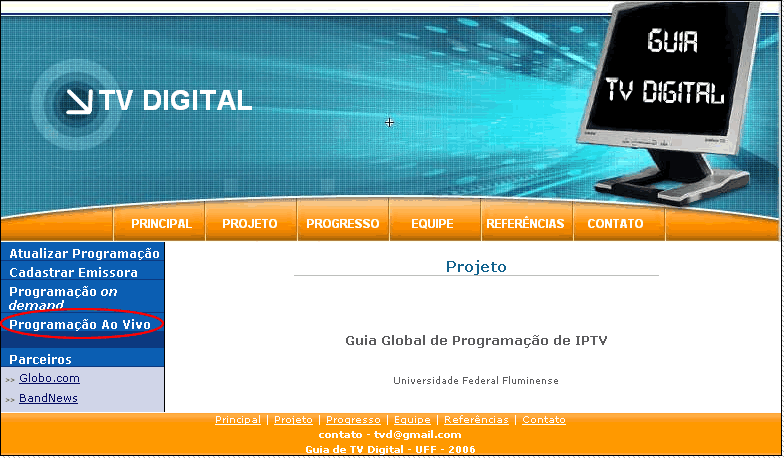 GUIA
TV DIGITAL
TV DIGITAL
PRINCIPAL PROJETO PROGRESSO EQUIPE REFERÊNCIAS CONTATO
Atualizar Programação
Cadastrar Emissora
Programação on
demand
Programação Ao Vivo
Parceiros
>> Globo.com
>> BandNews
Projeto
Guia Global de Programação de IPTV
Universidade Federal Fluminense
Principal | Projeto | Progresso | Equipe | Referências | Contato
contato - tvd@gmail.com
Guia de TV Digital - UFF - 2006